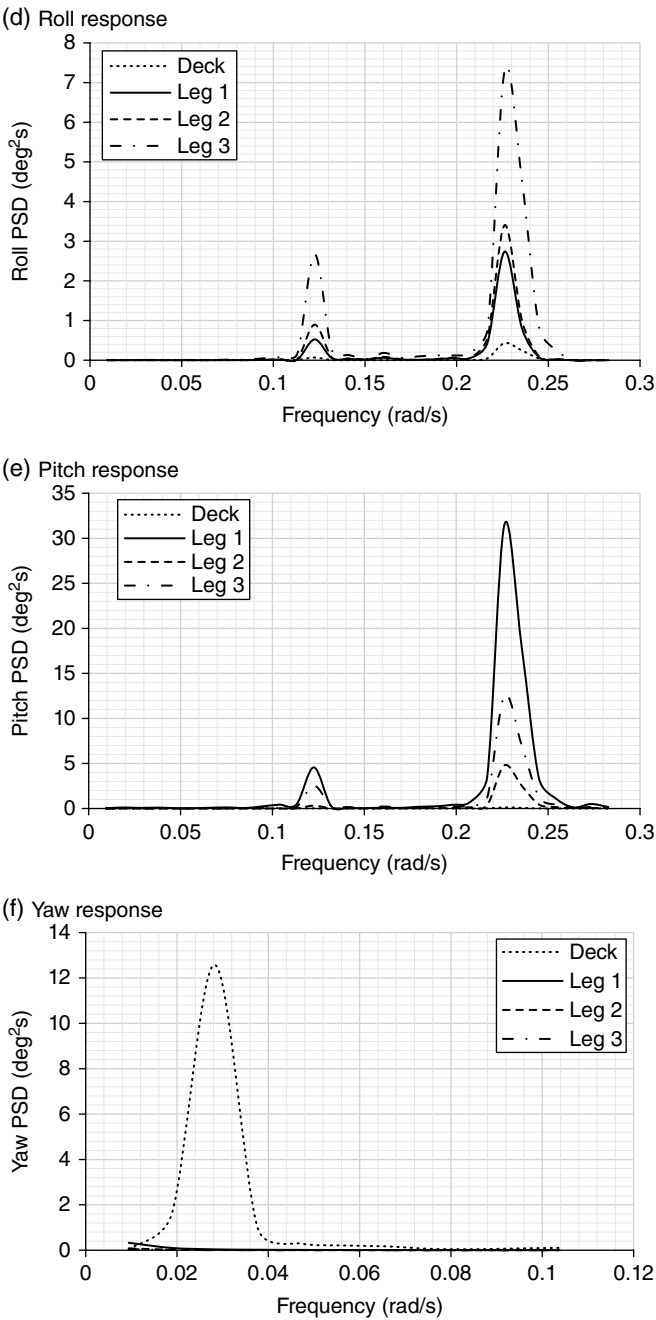 (d) Roll response
8
7
6
5
4
3
2
1
0
Roll PSD (deg²s)
Deck
Leg 1
Leg 2
Leg 3
0 0.05 0.1 0.15 0.2 0.25 0.3
Frequency (rad/s)
(e) Pitch response
35
30
25
20
15
10
5
0
Pitch PSD (deg²s)
Deck
Leg 1
Leg 2
Leg 3
0 0.05 0.1 0.15 0.2 0.25 0.3
Frequency (rad/s)
(f) Yaw response
14
12
10
8
6
4
2
0
Yaw PSD (deg²s)
Deck
Leg 1
Leg 2
Leg 3
0 0.02 0.04 0.06 0.08 0.1 0.12
Frequency (rad/s)